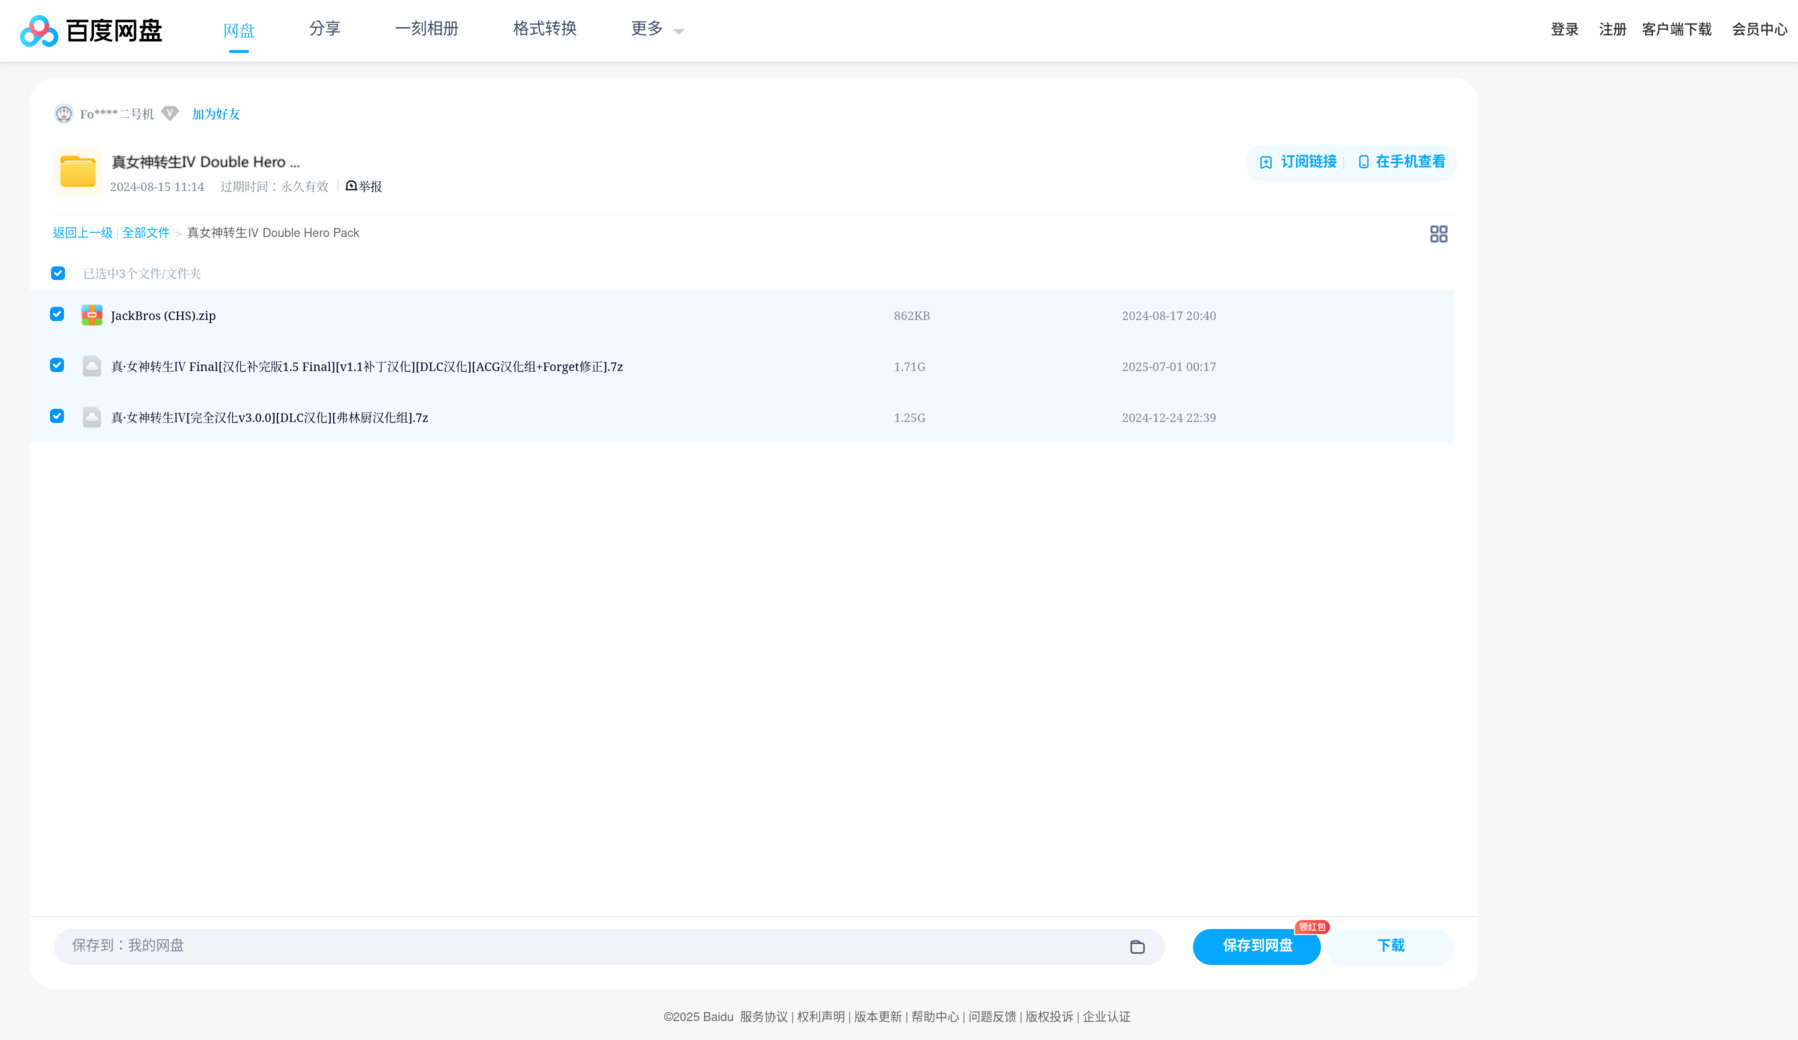 百度网盘 网盘 分享 一刻相册 格式转换 更多 登录 注册 客户端下载 会员中心
Fo****二号机 加为好友
真女神转生IV Double Hero ...
2024-08-15 11:14 过期时间：永久有效 举报
订阅链接 在手机查看
返回上一级 | 全部文件 > 真女神转生IV Double Hero Pack
已选中3个文件/文件夹
JackBros (CHS).zip 862KB 2024-08-17 20:40
真·女神转生Ⅳ Final[汉化补完版1.5 Final][v1.1补丁汉化][DLC汉化][ACG汉化组+Forget修正].7z 1.71G 2025-07-01 00:17
真·女神转生Ⅳ[完全汉化v3.0.0][DLC汉化][弗林厨汉化组].7z 1.25G 2024-12-24 22:39
保存到：我的网盘 保存到网盘 领红包 下载
©2025 Baidu 服务协议 | 权利声明 | 版本更新 | 帮助中心 | 问题反馈 | 版权投诉 | 企业认证